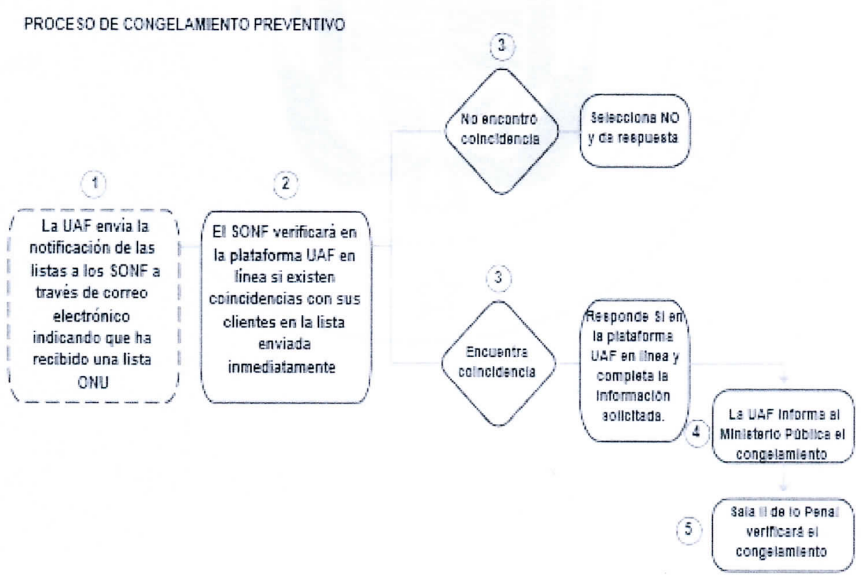 PROCESO DE CONGELAMIENTO PREVENTIVO
1
La UAF envia la
notificación de las
listas a los SONF a
través de correo
electrónico
indicando que ha
recibido una lista
ONU
2
El SONF verificará en
la plataforma UAF en
línea si existen
coincidencias con sus
clientes en la lista
enviada
inmediatamente
3
No encontró
coincidencia
Selecciona NO
y da respuesta
3
Encuentra
coincidencia
Responde Si en
la plataforma
UAF en línea y
completa la
información
solicitada.
4
La UAF informa al
Ministerio Pública el
congelamiento
5
Sala II de lo Penal
verificará el
congelamiento